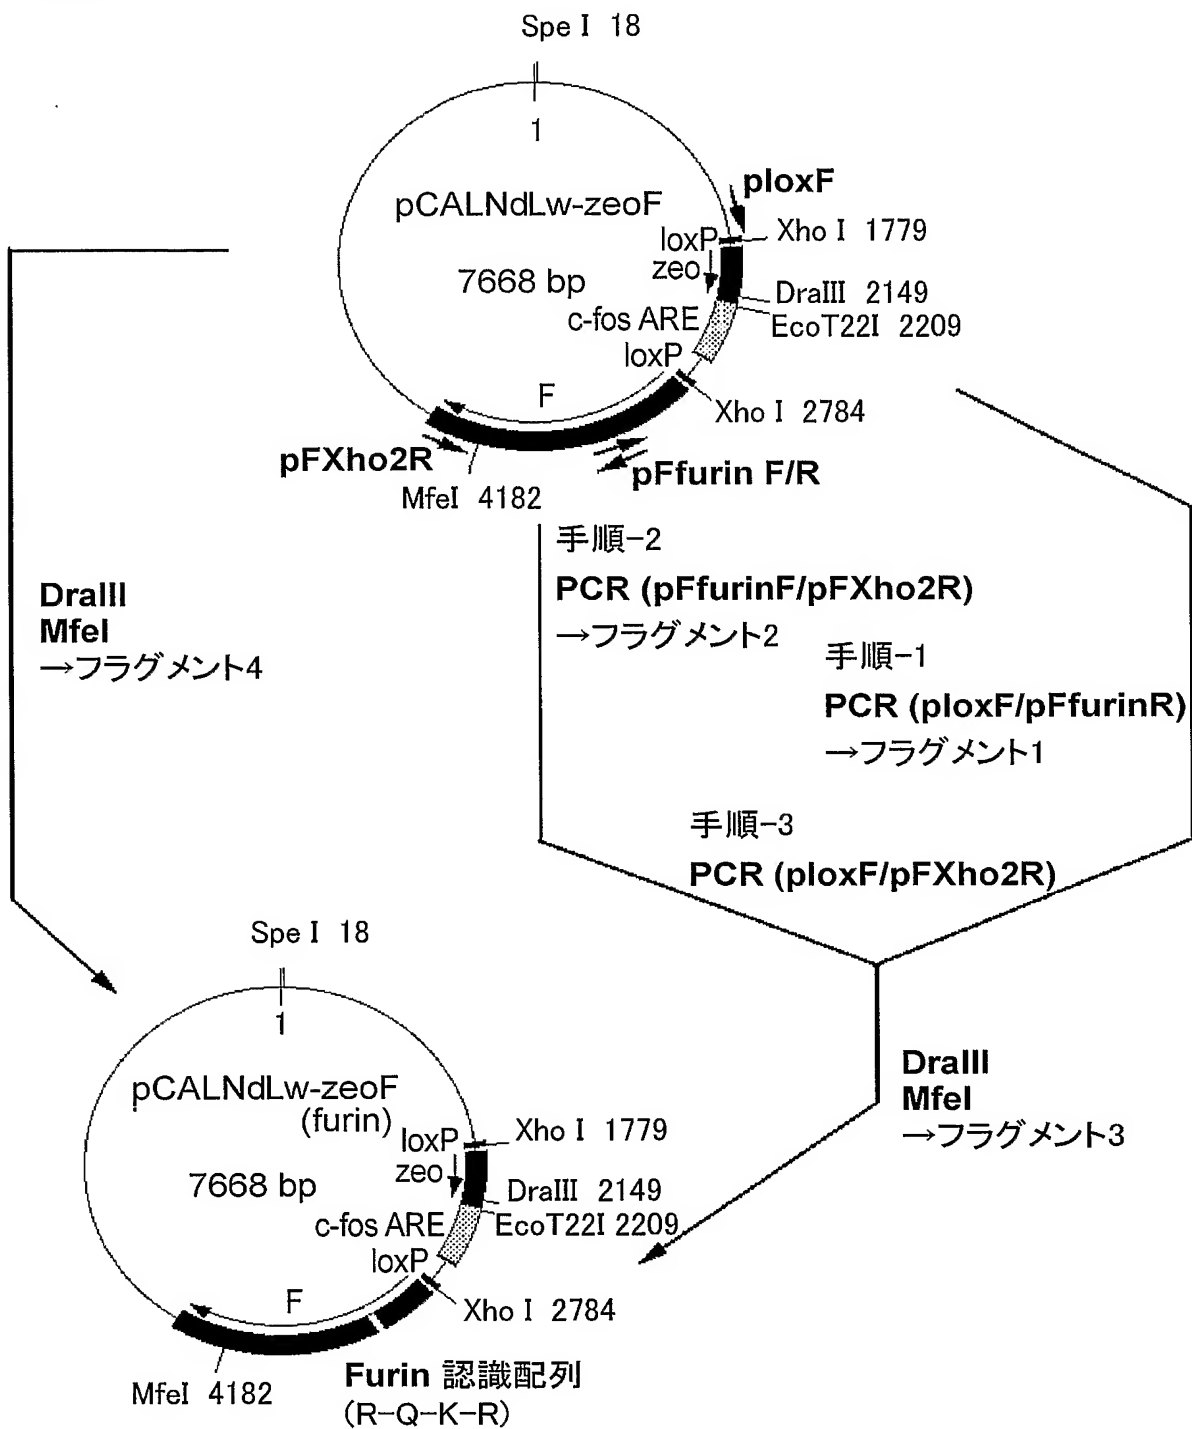 Spe I 18
1
pCALNdLw-zeoF
7668 bp
ploxF
loxP
Xho I 1779
zeo
DraIII 2149
EcoT22I 2209
c-fos ARE
loxP
Xho I 2784
F
pFXho2R
pFfurin F/R
MfeI 4182
手順-2
PCR (pFfurinF/pFXho2R)
→フラグメント2
手順-1
PCR (ploxF/pFfurinR)
→フラグメント1
手順-3
PCR (ploxF/pFXho2R)
DraIII
MfeI
→フラグメント4
DraIII
MfeI
→フラグメント3
Spe I 18
1
pCALNdLw-zeoF
(furin)
7668 bp
loxP
Xho I 1779
zeo
DraIII 2149
EcoT22I 2209
c-fos ARE
loxP
Xho I 2784
F
MfeI 4182
Furin 認識配列
(R-Q-K-R)